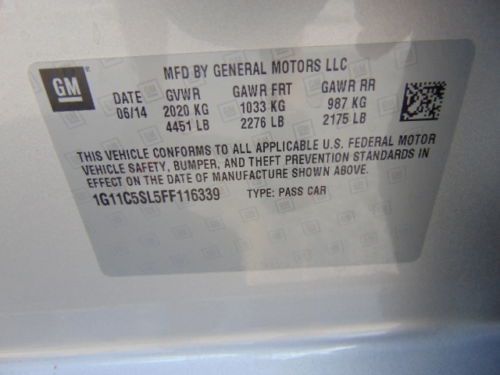 GM
MFD BY GENERAL MOTORS LLC
DATE GVWR GAWR FRT GAWR RR
06/14 2020 KG 1033 KG 987 KG
4451 LB 2276 LB 2175 LB
THIS VEHICLE CONFORMS TO ALL APPLICABLE U.S. FEDERAL MOTOR
VEHICLE SAFETY, BUMPER, AND THEFT PREVENTION STANDARDS IN
EFFECT ON THE DATE OF MANUFACTURE SHOWN ABOVE.
1G11C5SL5FF116339 TYPE: PASS CAR